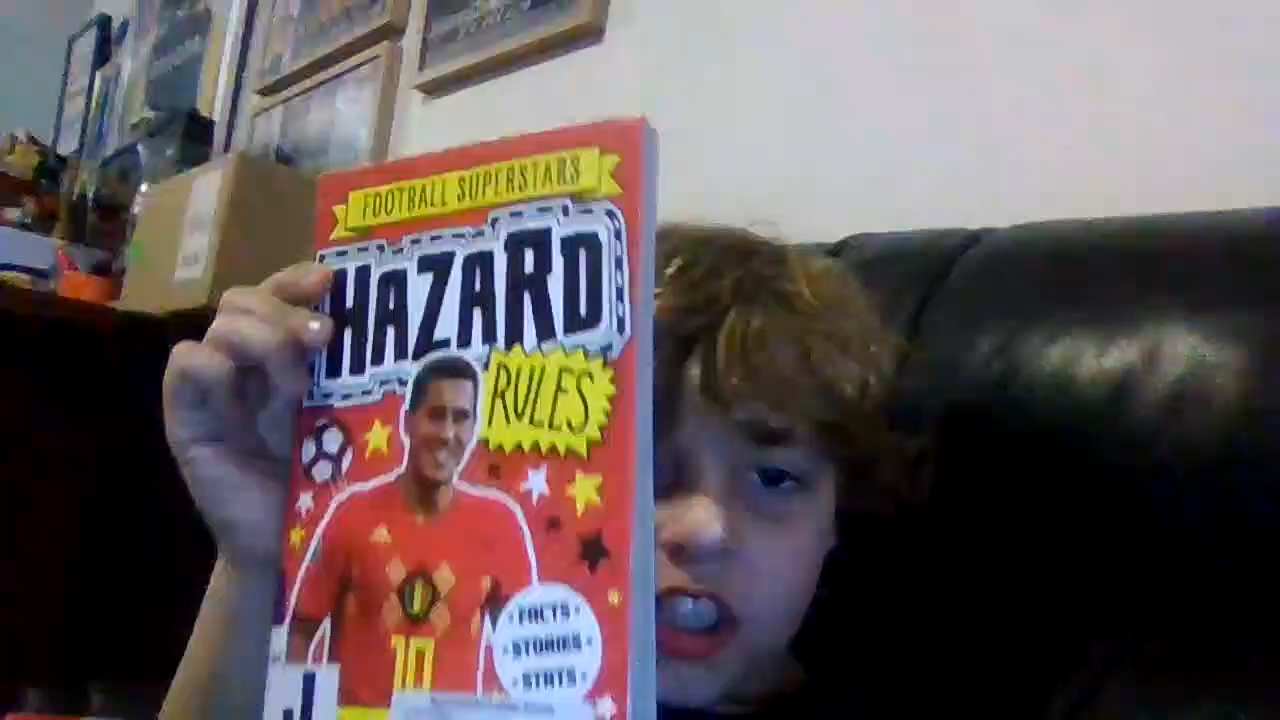 FOOTBALL SUPERSTARS
HAZARD
RULES
10
•FACTS•
•STORIES•
•STATS•
J